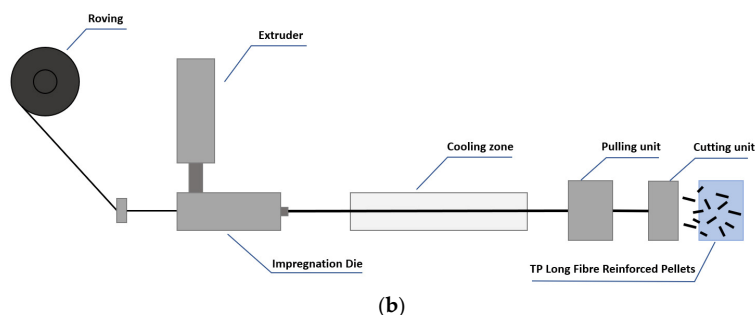 Roving
Extruder
Cooling zone
Pulling unit
Cutting unit
Impregnation Die
TP Long Fibre Reinforced Pellets
(b)